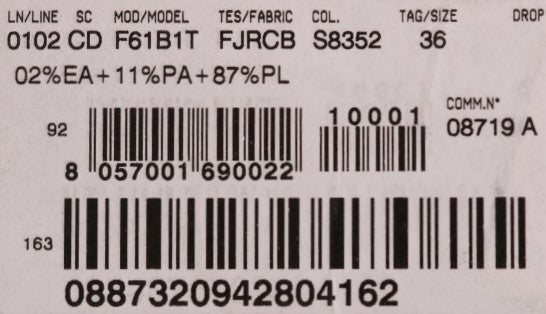 LN/LINE SC MOD/MODEL TES/FABRIC COL. TAG/SIZE DROP
0102 CD F61B1T FJRCB S8352 36
02%EA+11%PA+87%PL
10001 COMM.N°
92 08719 A
8 057001 690022
163
0887320942804162